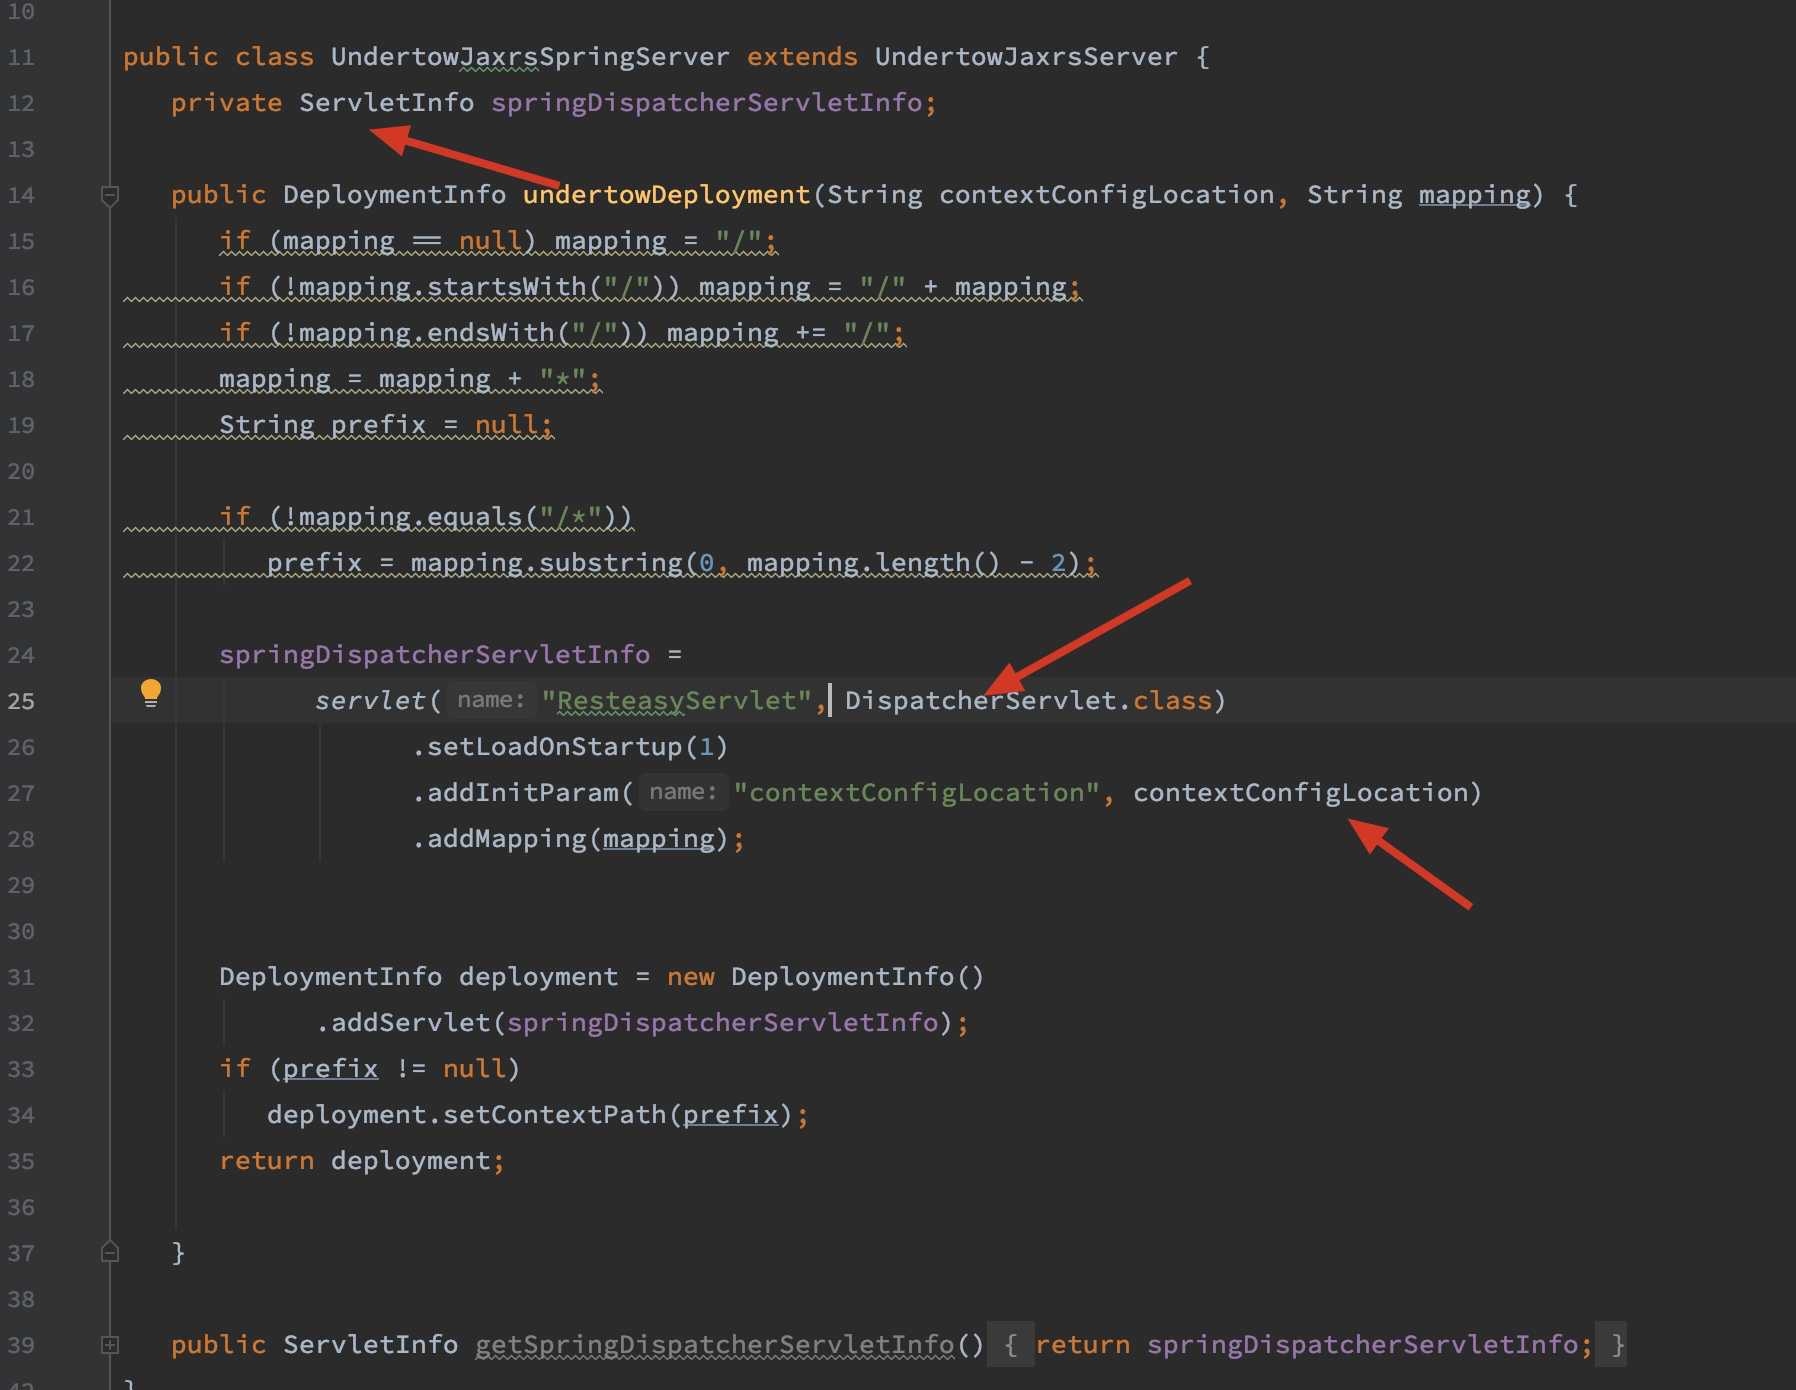 10
11 public class UndertowJaxrsSpringServer extends UndertowJaxrsServer {
12 private ServletInfo springDispatcherServletInfo;
13
14 public DeploymentInfo undertowDeployment(String contextConfigLocation, String mapping) {
15 if (mapping == null) mapping = "/";
16 if (!mapping.startsWith("/")) mapping = "/" + mapping;
17 if (!mapping.endsWith("/")) mapping += "/";
18 mapping = mapping + "*";
19 String prefix = null;
20
21 if (!mapping.equals("/*"))
22 prefix = mapping.substring(0, mapping.length() - 2);
23
24 springDispatcherServletInfo =
25 servlet( name: "ResteasyServlet", DispatcherServlet.class)
26 .setLoadOnStartup(1)
27 .addInitParam( name: "contextConfigLocation", contextConfigLocation)
28 .addMapping(mapping);
29
30
31 DeploymentInfo deployment = new DeploymentInfo()
32 .addServlet(springDispatcherServletInfo);
33 if (prefix != null)
34 deployment.setContextPath(prefix);
35 return deployment;
36
37 }
38
39 public ServletInfo getSpringDispatcherServletInfo() { return springDispatcherServletInfo; }
42 }